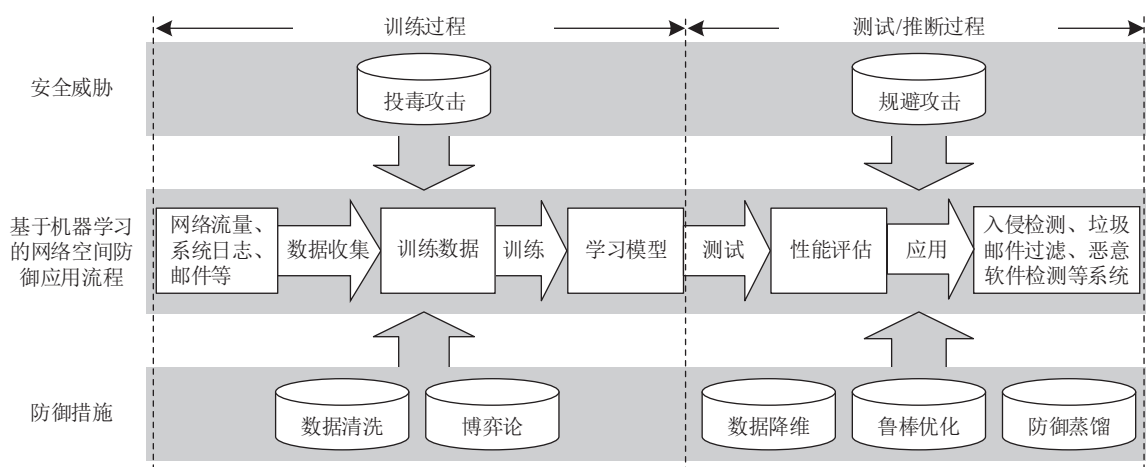 训练过程
测试/推断过程
安全威胁
投毒攻击
规避攻击
基于机器学习
的网络空间防
御应用流程
网络流量、
系统日志、
邮件等
数据收集
训练数据
训练
学习模型
测试
性能评估
应用
入侵检测、垃圾
邮件过滤、恶意
软件检测等系统
防御措施
数据清洗
博弈论
数据降维
鲁棒优化
防御蒸馏